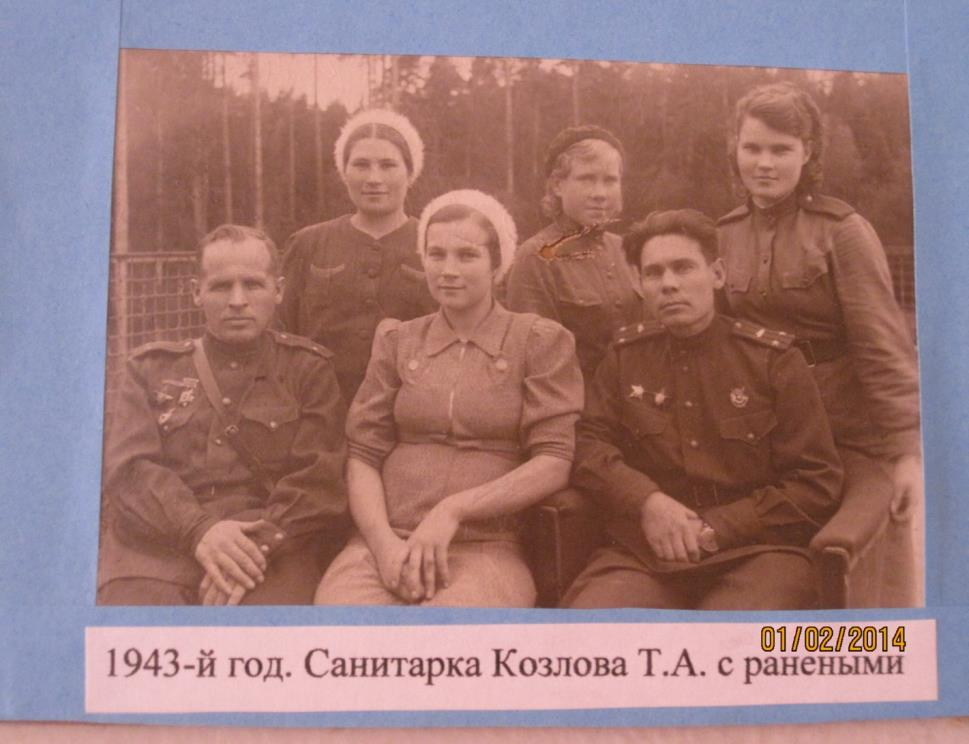 01/02/2014
1943-й год. Санитарка Козлова Т.А. с ранеными